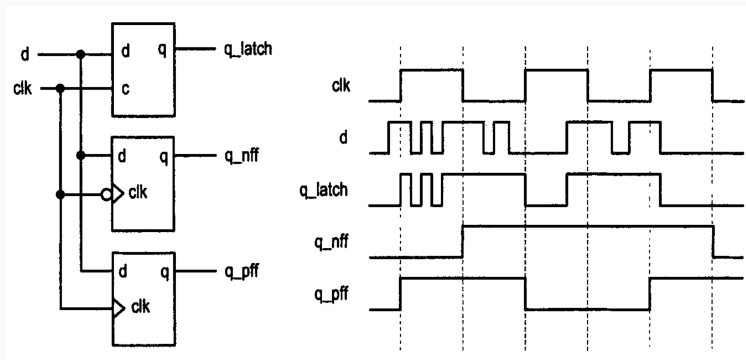 d
clk
d
q
q_latch
c
d
q
q_nff
clk
d
q
q_pff
clk
clk
d
q_latch
q_nff
q_pff